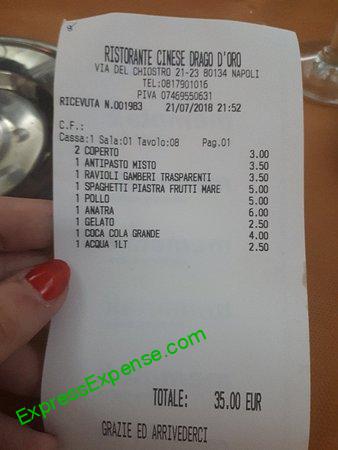 RISTORANTE CINESE DRAGO D'ORO
VIA DEL CHIOSTRO 21-23 80134 NAPOLI
TEL:0817901016
P.IVA 07469550631
RICEVUTA N.001983 21/07/2018 21:52
C.F.:
Cassa:1 Sala:01 Tavolo:08 Pag.01
2 COPERTO 3.00
1 ANTIPASTO MISTO 3.50
1 RAVIOLI GAMBERI TRASPARENTI 3.50
1 SPAGHETTI PIASTRA FRUTTI MARE 5.00
1 POLLO 5.00
1 ANATRA 6.00
1 GELATO 2.50
1 COCA COLA GRANDE 4.00
1 ACQUA 1LT 2.50
ExpressExpense.com
TOTALE: 35.00 EUR
GRAZIE ED ARRIVEDERCI